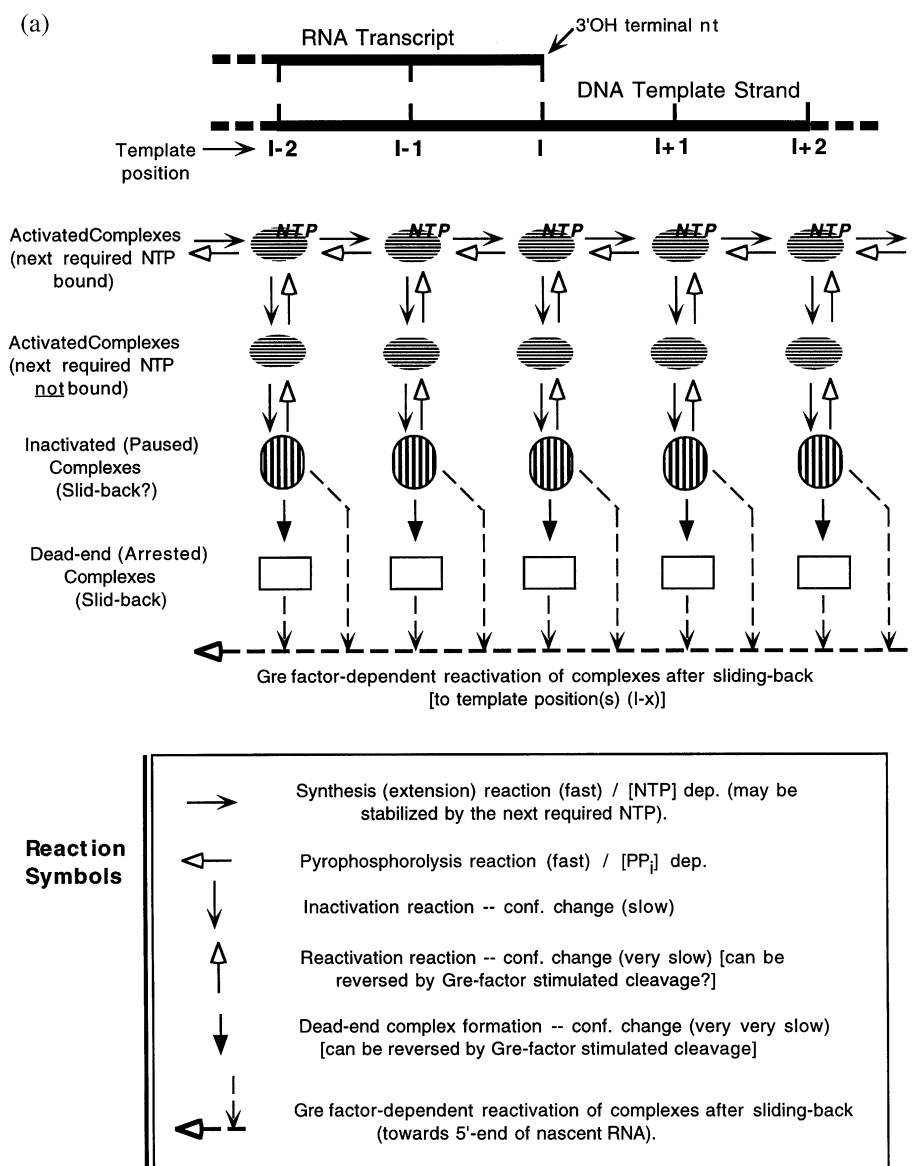 (a)
3'OH terminal nt
RNA Transcript
DNA Template Strand
Template
position
I-2 I-1 I I+1 I+2
NTP NTP NTP NTP NTP
ActivatedComplexes
(next required NTP
bound)
ActivatedComplexes
(next required NTP
not bound)
Inactivated (Paused)
Complexes
(Slid-back?)
Dead-end (Arrested)
Complexes
(Slid-back)
Gre factor-dependent reactivation of complexes after sliding-back
[to template position(s) (I-x)]
Reaction
Symbols
Synthesis (extension) reaction (fast) / [NTP] dep. (may be
stabilized by the next required NTP).
Pyrophosphorolysis reaction (fast) / [PPi] dep.
Inactivation reaction -- conf. change (slow)
Reactivation reaction -- conf. change (very slow) [can be
reversed by Gre-factor stimulated cleavage?]
Dead-end complex formation -- conf. change (very very slow)
[can be reversed by Gre-factor stimulated cleavage]
Gre factor-dependent reactivation of complexes after sliding-back
(towards 5'-end of nascent RNA).